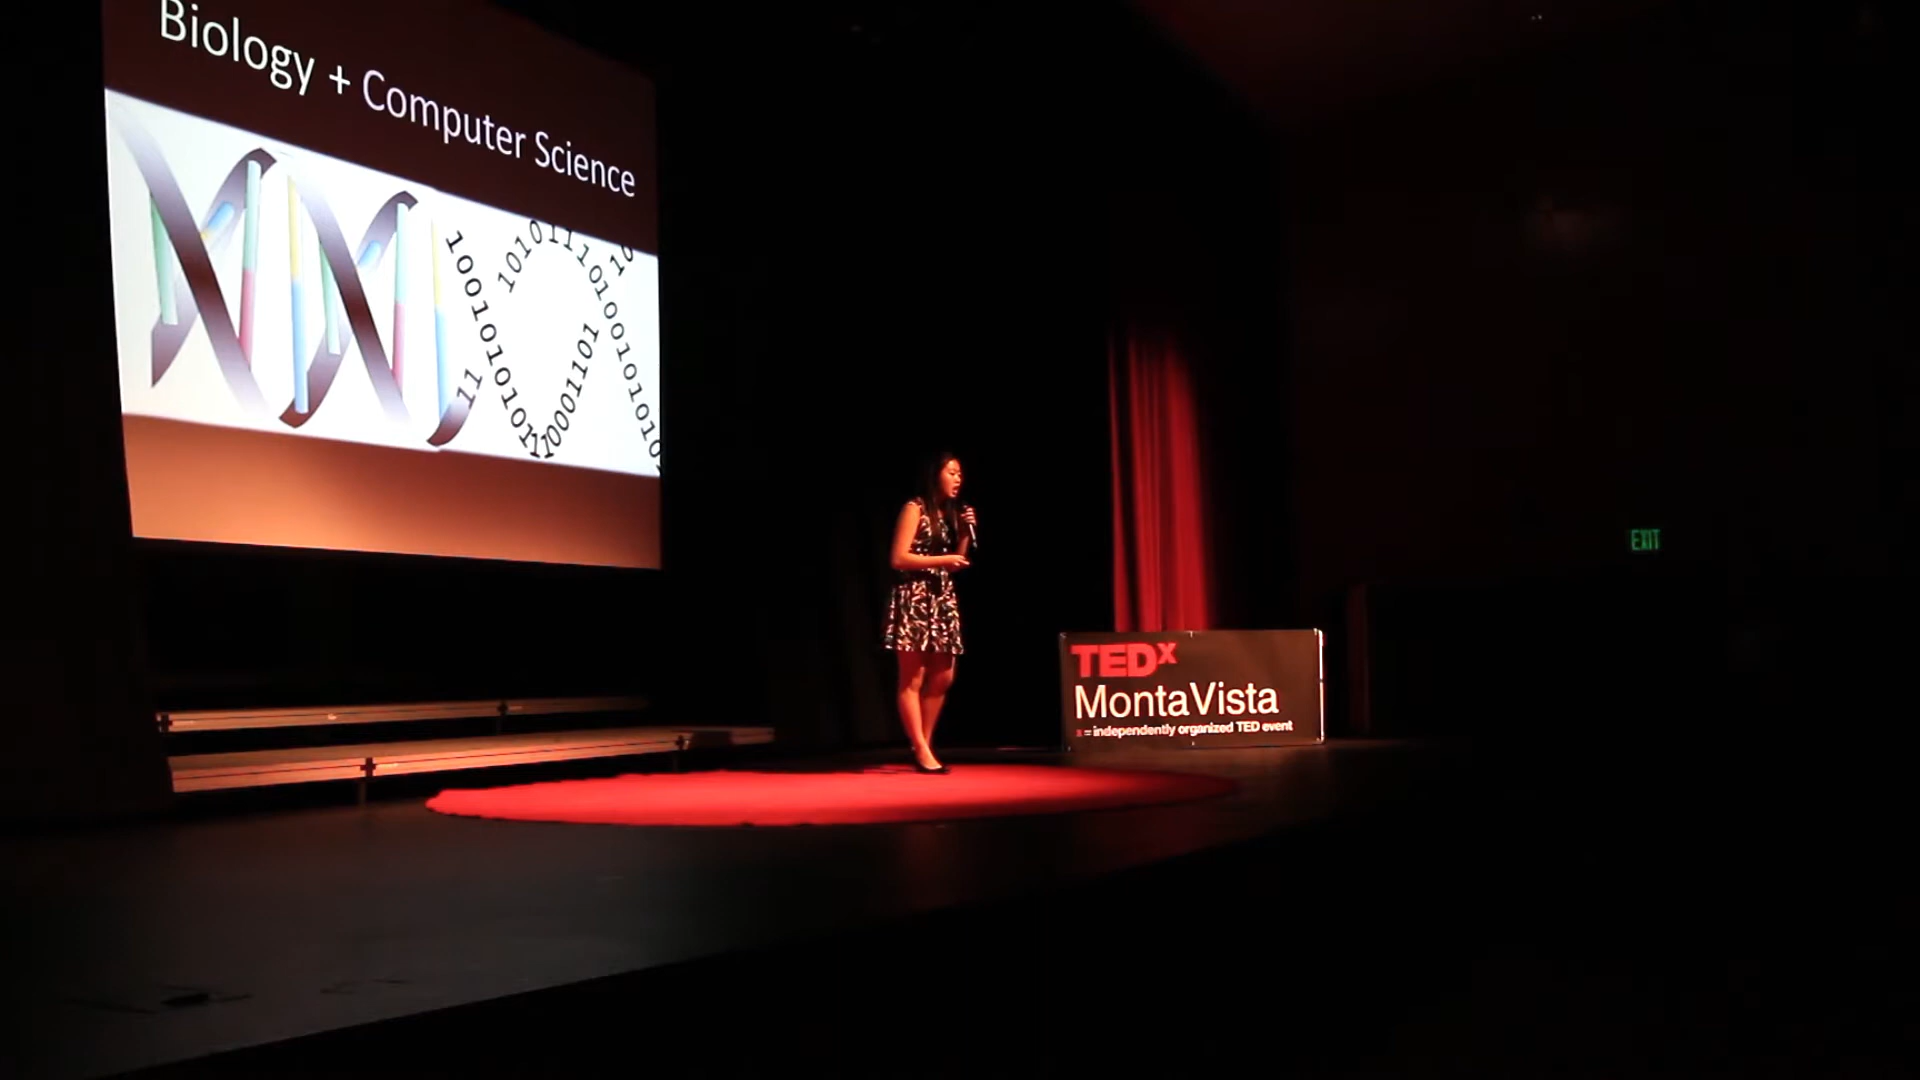 Biology + Computer Science
TEDx
MontaVista
x = independently organized TED event
EXIT